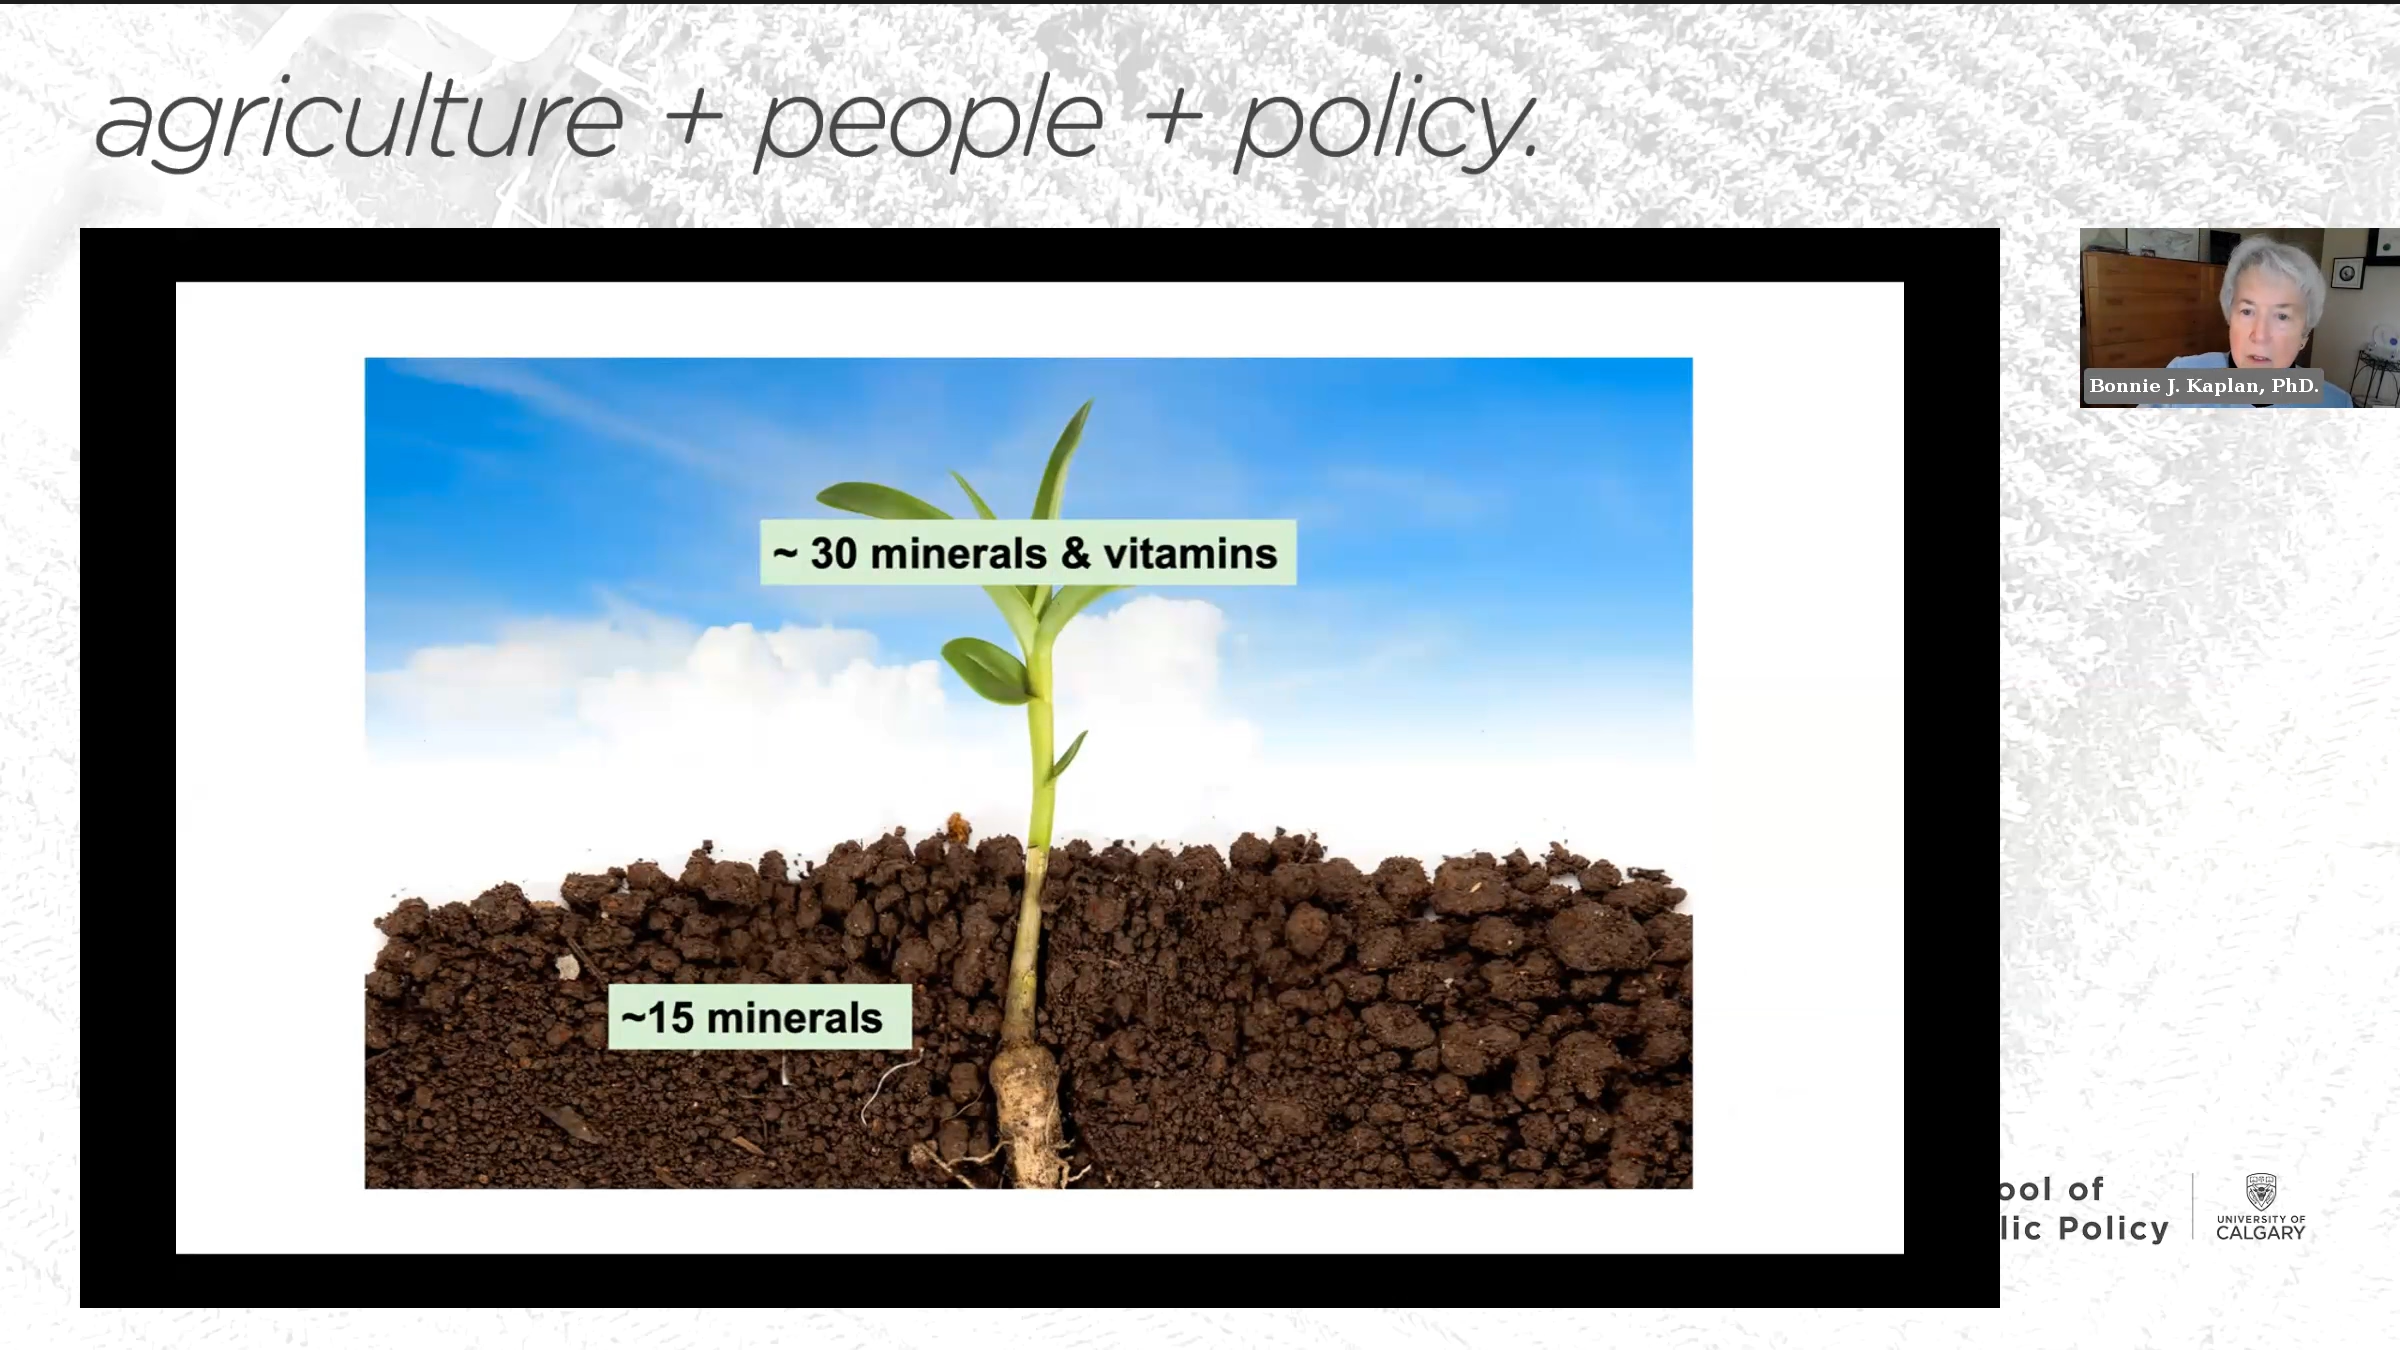 agriculture + people + policy.
Bonnie J. Kaplan, PhD.
~ 30 minerals & vitamins
~15 minerals
ool of
lic Policy
UNIVERSITY OF
CALGARY